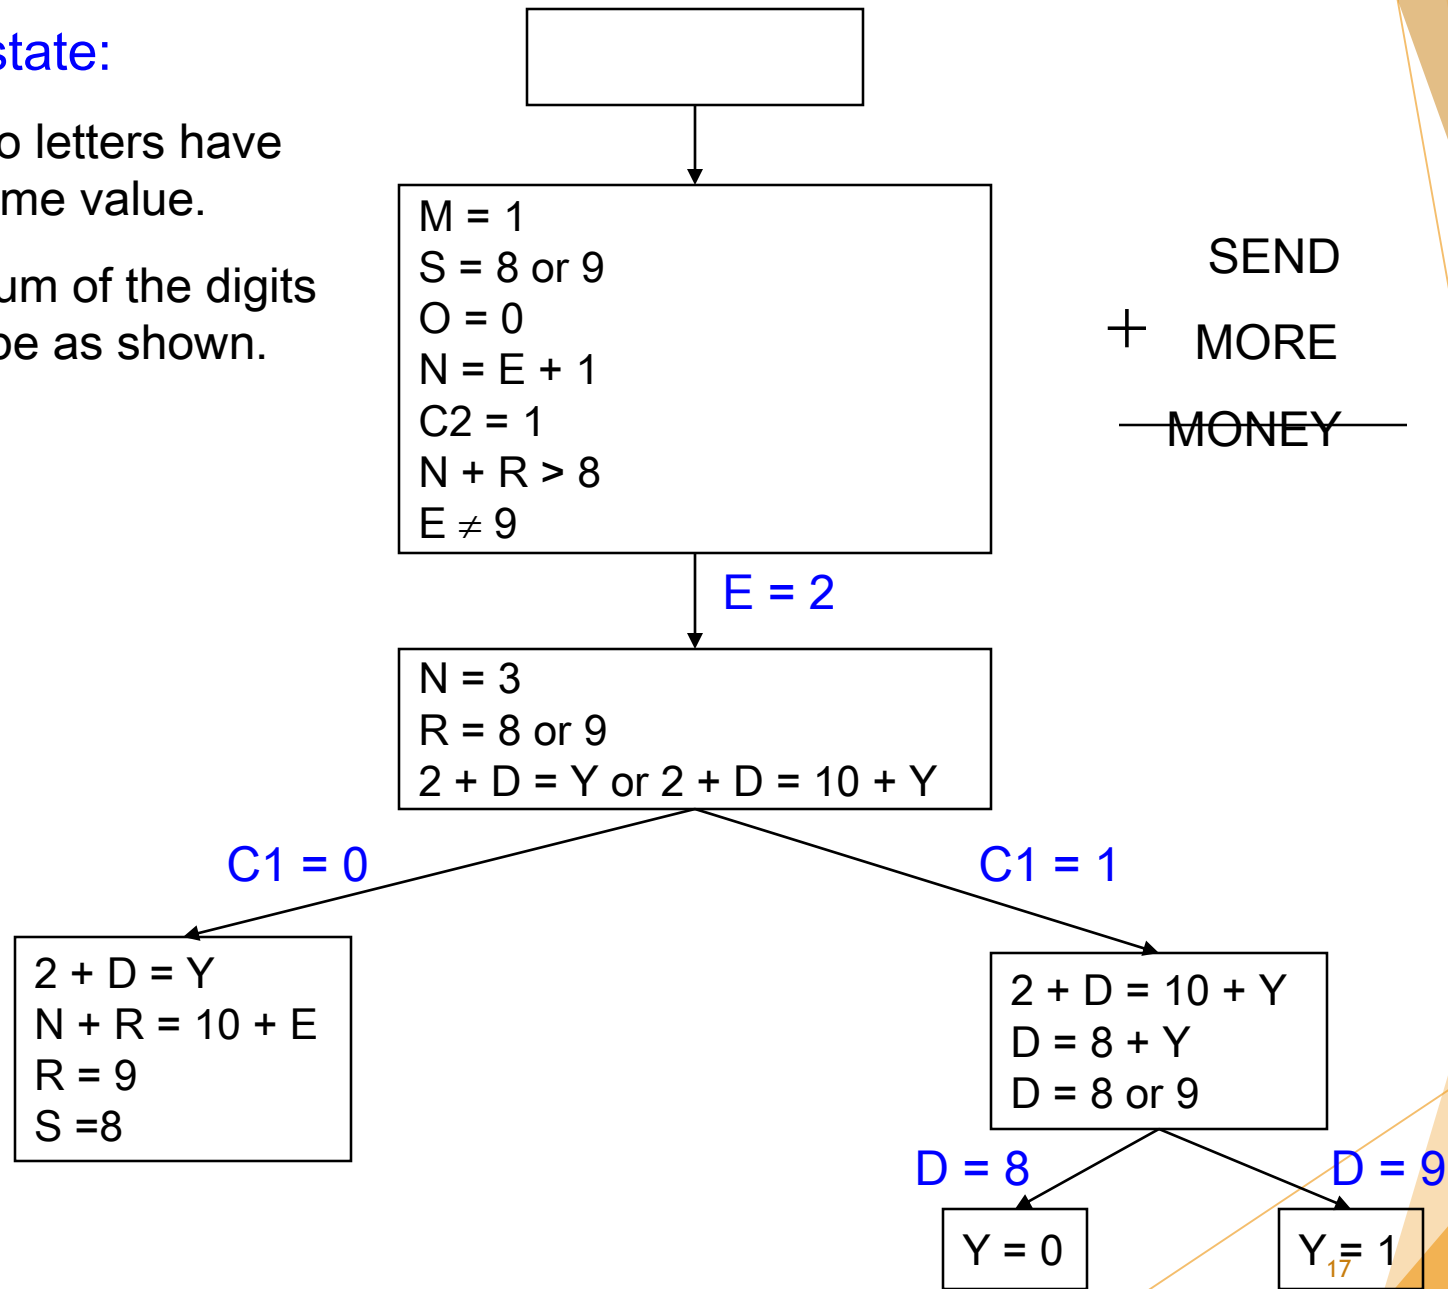 state:
o letters have
me value.
um of the digits
be as shown.
M = 1
S = 8 or 9
O = 0
N = E + 1
C2 = 1
N + R > 8
E ≠ 9
SEND
+ MORE
MONEY
E = 2
N = 3
R = 8 or 9
2 + D = Y or 2 + D = 10 + Y
C1 = 0
C1 = 1
2 + D = Y
N + R = 10 + E
R = 9
S =8
2 + D = 10 + Y
D = 8 + Y
D = 8 or 9
D = 8
D = 9
Y = 0
Y = 1
17